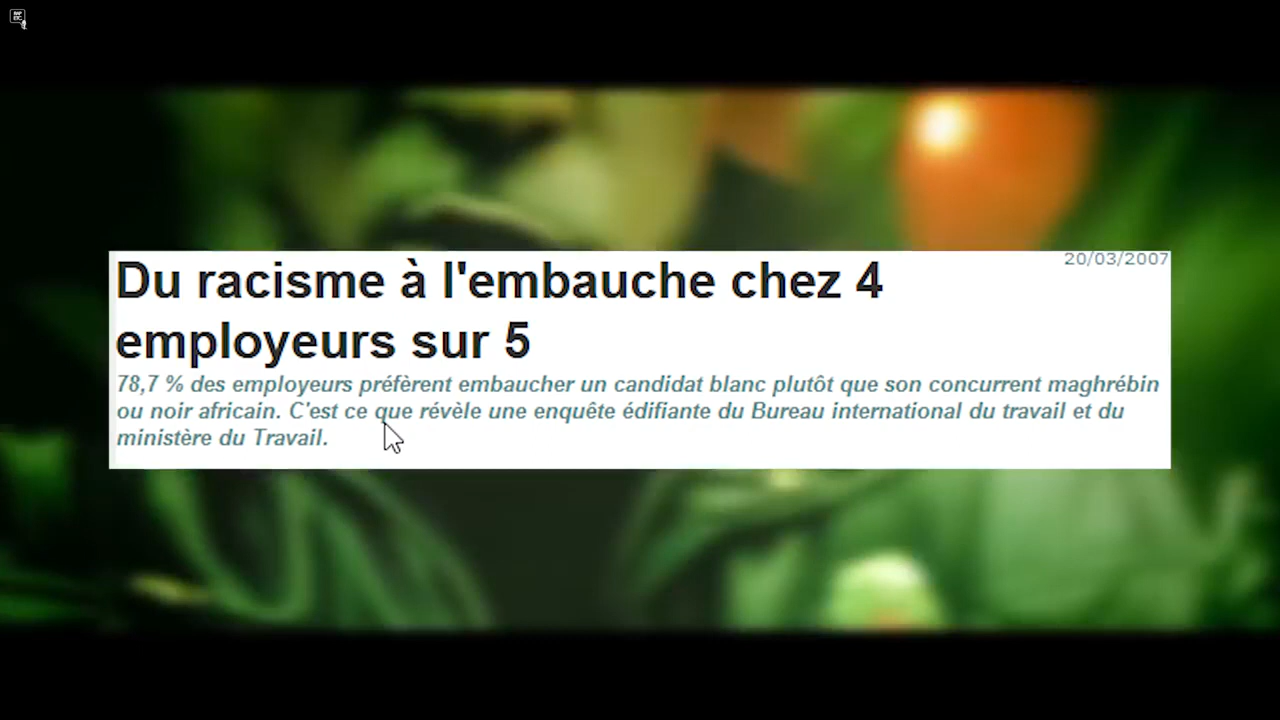 20/03/2007
Du racisme à l'embauche chez 4
employeurs sur 5
78,7 % des employeurs préfèrent embaucher un candidat blanc plutôt que son concurrent maghrébin
ou noir africain. C'est ce que révèle une enquête édifiante du Bureau international du travail et du
ministère du Travail.